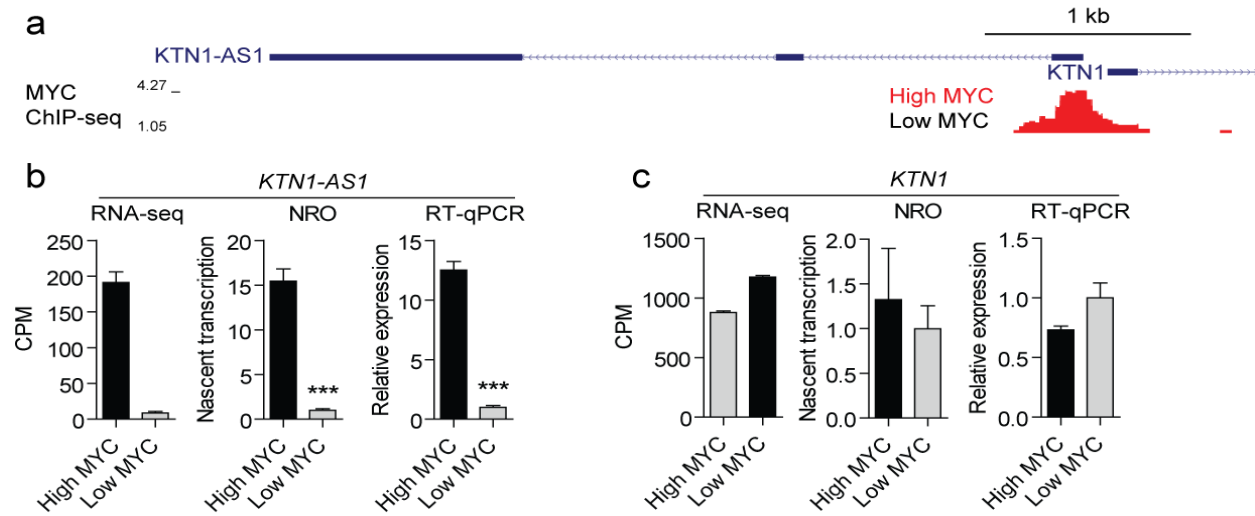 a
1 kb
KTN1-AS1
KTN1
MYC
ChIP-seq
4.27
1.05
High MYC
Low MYC
b
KTN1-AS1
RNA-seq
NRO
RT-qPCR
CPM
250
200
150
100
50
0
High MYC
Low MYC
Nascent transcription
20
15
10
5
0
***
High MYC
Low MYC
Relative expression
15
10
5
0
***
High MYC
Low MYC
c
KTN1
RNA-seq
NRO
RT-qPCR
CPM
1500
1000
500
0
High MYC
Low MYC
Nascent transcription
2.0
1.5
1.0
0.5
0.0
High MYC
Low MYC
Relative expression
1.5
1.0
0.5
0.0
High MYC
Low MYC